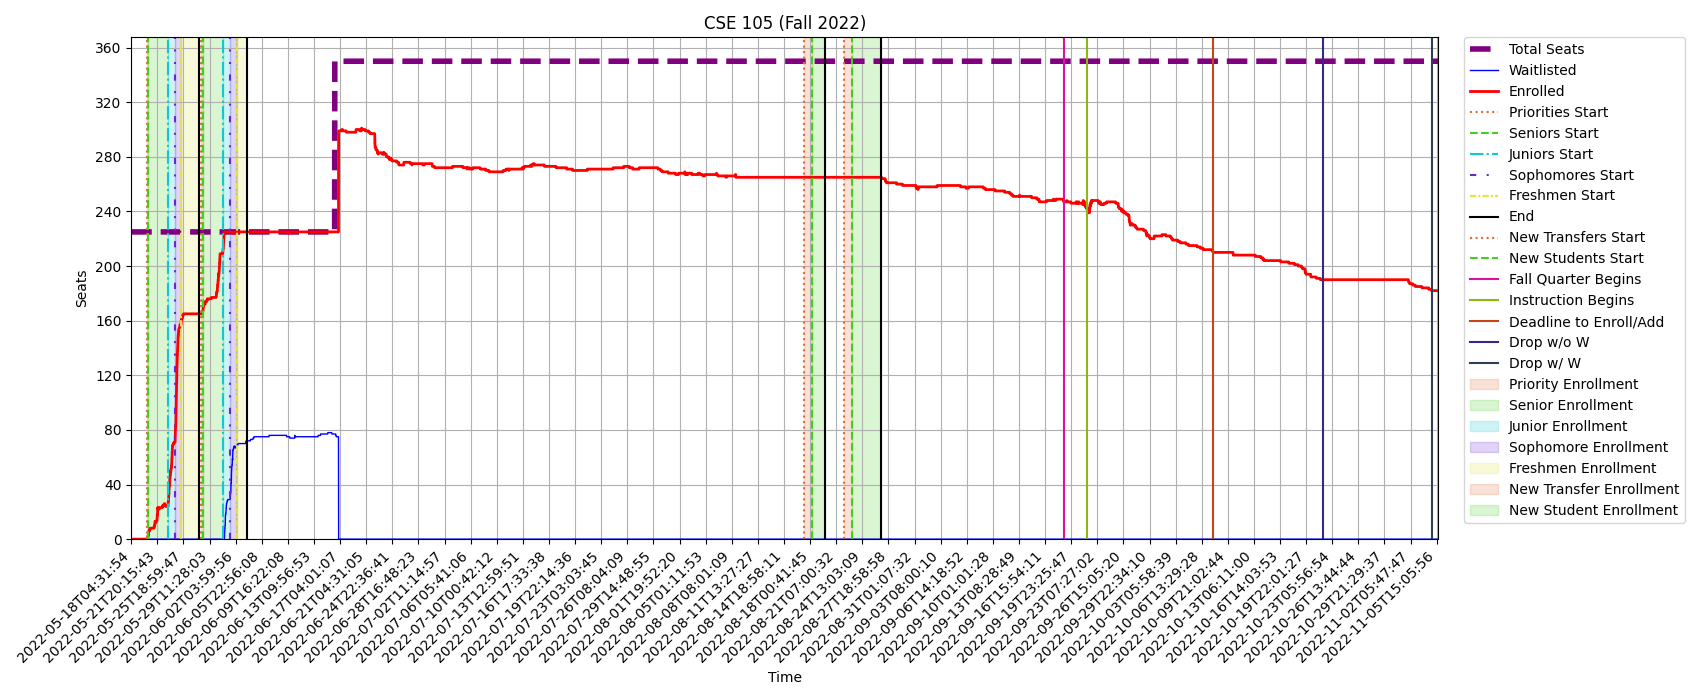 CSE 105 (Fall 2022)
Seats
360
320
280
240
200
160
120
80
40
0
2022-05-18T04:31:54
2022-05-21T20:15:43
2022-05-25T18:59:47
2022-05-29T11:28:03
2022-06-02T03:59:56
2022-06-05T22:56:08
2022-06-09T16:22:08
2022-06-13T09:56:53
2022-06-17T04:01:07
2022-06-21T04:31:05
2022-06-24T22:36:41
2022-06-28T16:48:23
2022-07-02T11:14:57
2022-07-06T05:41:06
2022-07-10T00:42:12
2022-07-13T12:59:51
2022-07-16T17:33:38
2022-07-19T22:14:36
2022-07-23T03:03:45
2022-07-26T08:04:09
2022-07-29T14:48:55
2022-08-01T19:52:20
2022-08-05T01:11:53
2022-08-08T08:01:09
2022-08-11T13:27:27
2022-08-14T18:58:11
2022-08-18T00:41:45
2022-08-21T07:00:32
2022-08-24T13:03:09
2022-08-27T18:58:58
2022-08-31T01:07:32
2022-09-03T08:00:10
2022-09-06T14:18:52
2022-09-10T01:01:28
2022-09-13T08:28:49
2022-09-16T15:54:11
2022-09-19T23:25:47
2022-09-23T07:27:02
2022-09-26T15:05:20
2022-09-29T22:34:10
2022-10-03T05:58:39
2022-10-06T13:29:28
2022-10-09T21:02:44
2022-10-13T06:11:00
2022-10-16T14:03:53
2022-10-19T22:01:27
2022-10-23T05:56:54
2022-10-26T13:44:44
2022-10-29T21:29:37
2022-11-02T05:47:47
2022-11-05T15:05:56
Time
Total Seats
Waitlisted
Enrolled
Priorities Start
Seniors Start
Juniors Start
Sophomores Start
Freshmen Start
End
New Transfers Start
New Students Start
Fall Quarter Begins
Instruction Begins
Deadline to Enroll/Add
Drop w/o W
Drop w/ W
Priority Enrollment
Senior Enrollment
Junior Enrollment
Sophomore Enrollment
Freshmen Enrollment
New Transfer Enrollment
New Student Enrollment